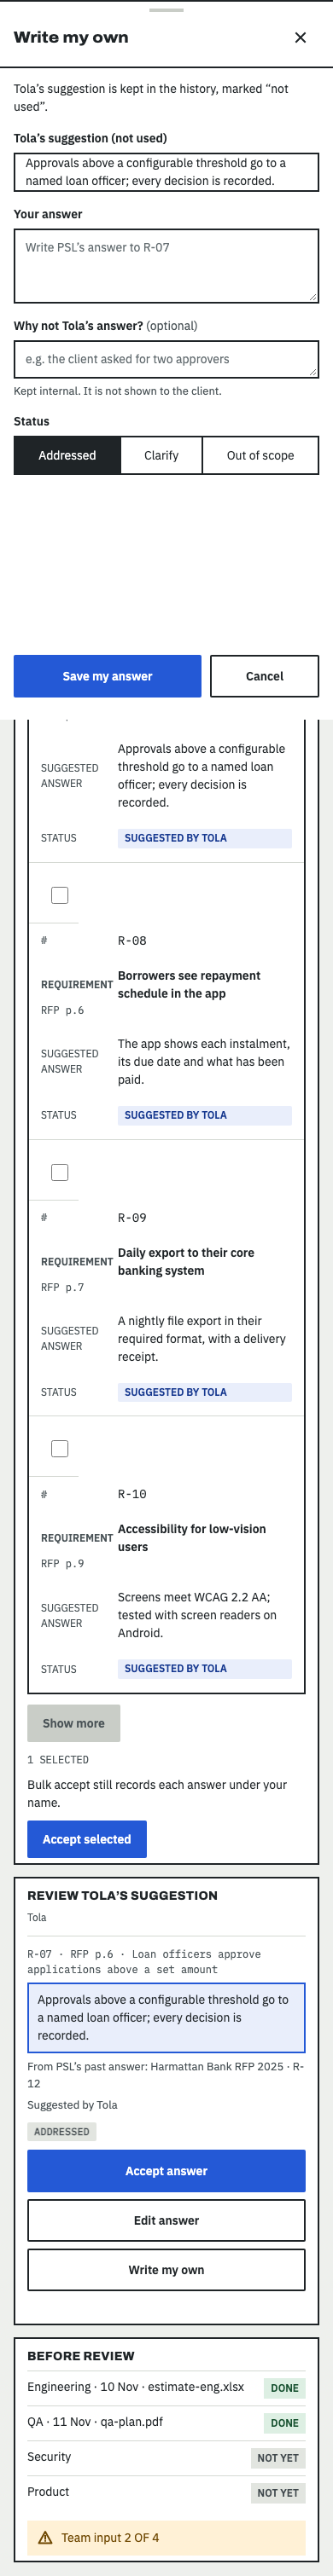 Write my own
Tola’s suggestion is kept in the history, marked “not
used”.
Tola’s suggestion (not used)
Approvals above a configurable threshold go to a
named loan officer; every decision is recorded.
Your answer
Write PSL’s answer to R-07
Why not Tola’s answer? (optional)
e.g. the client asked for two approvers
Kept internal. It is not shown to the client.
Status
Addressed
Clarify
Out of scope
Save my answer
Cancel
SUGGESTED
ANSWER
Approvals above a configurable
threshold go to a named loan
officer; every decision is
recorded.
STATUS
SUGGESTED BY TOLA
#
R-08
REQUIREMENT
RFP p.6
Borrowers see repayment
schedule in the app
SUGGESTED
ANSWER
The app shows each instalment,
its due date and what has been
paid.
STATUS
SUGGESTED BY TOLA
#
R-09
REQUIREMENT
RFP p.7
Daily export to their core
banking system
SUGGESTED
ANSWER
A nightly file export in their
required format, with a delivery
receipt.
STATUS
SUGGESTED BY TOLA
#
R-10
REQUIREMENT
RFP p.9
Accessibility for low-vision
users
SUGGESTED
ANSWER
Screens meet WCAG 2.2 AA;
tested with screen readers on
Android.
STATUS
SUGGESTED BY TOLA
Show more
1 SELECTED
Bulk accept still records each answer under your
name.
Accept selected
REVIEW TOLA’S SUGGESTION
Tola
R-07 · RFP p.6 · Loan officers approve
applications above a set amount
Approvals above a configurable threshold go to
a named loan officer; every decision is
recorded.
From PSL’s past answer: Harmattan Bank RFP 2025 · R-
12
Suggested by Tola
ADDRESSED
Accept answer
Edit answer
Write my own
BEFORE REVIEW
Engineering · 10 Nov · estimate-eng.xlsx
DONE
QA · 11 Nov · qa-plan.pdf
DONE
Security
NOT YET
Product
NOT YET
Team input 2 OF 4